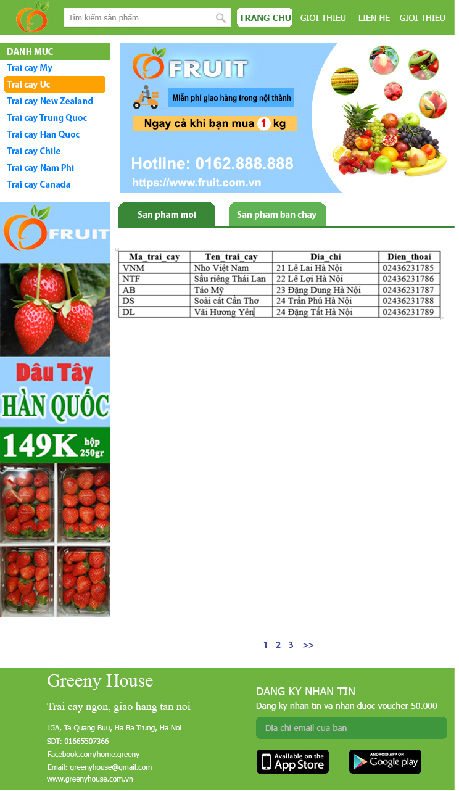 Tìm kiếm sản phẩm
TRANG CHU GIOI THIEU LIEN HE GIOI THIEU
DANH MUC
Trai cay My
Trai cay Uc
Trai cay New Zealand
Trai cay Trung Quoc
Trai cay Han Quoc
Trai cay Chile
Trai cay Nam Phi
Trai cay Canada
FRUIT
Miễn phí giao hàng trong nội thành
Ngay cả khi bạn mua 1 kg
Hotline: 0162.888.888
https://www.fruit.com.vn
FRUIT
Dâu Tây
HÀN QUỐC
149K hộp
250gr
San pham moi San pham ban chay
Ma_trai_cay Ten_trai_cay Dia_chi Dien_thoai
VNM Nho Việt Nam 21 Lê Lai Hà Nội 02436231785
NTF Sầu riêng Thái Lan 22 Lê Lợi Hà Nội 02436231786
AB Táo Mỹ 23 Đặng Dung Hà Nội 02436231787
DS Soài cát Cần Thơ 24 Trần Phú Hà Nội 02436231788
DL Vải Hương Yên 24 Đặng Tất Hà Nội 02436231789
1 2 3 >>
Greeny House
Trai cay ngon, giao hang tan noi
15A, Ta Quang Buu, Ha Ba Trung, Ha Noi
SDT: 01665507366
Facebook.com/home.greeny
Email: greenyhouse@gmail.com
www.greenyhouse.com.vn
DANG KY NHAN TIN
Dang ky nhan tin va nhan duoc voucher 50.000
Dia chi email cua ban
Available on the
App Store
ANDROID APP ON
Google play